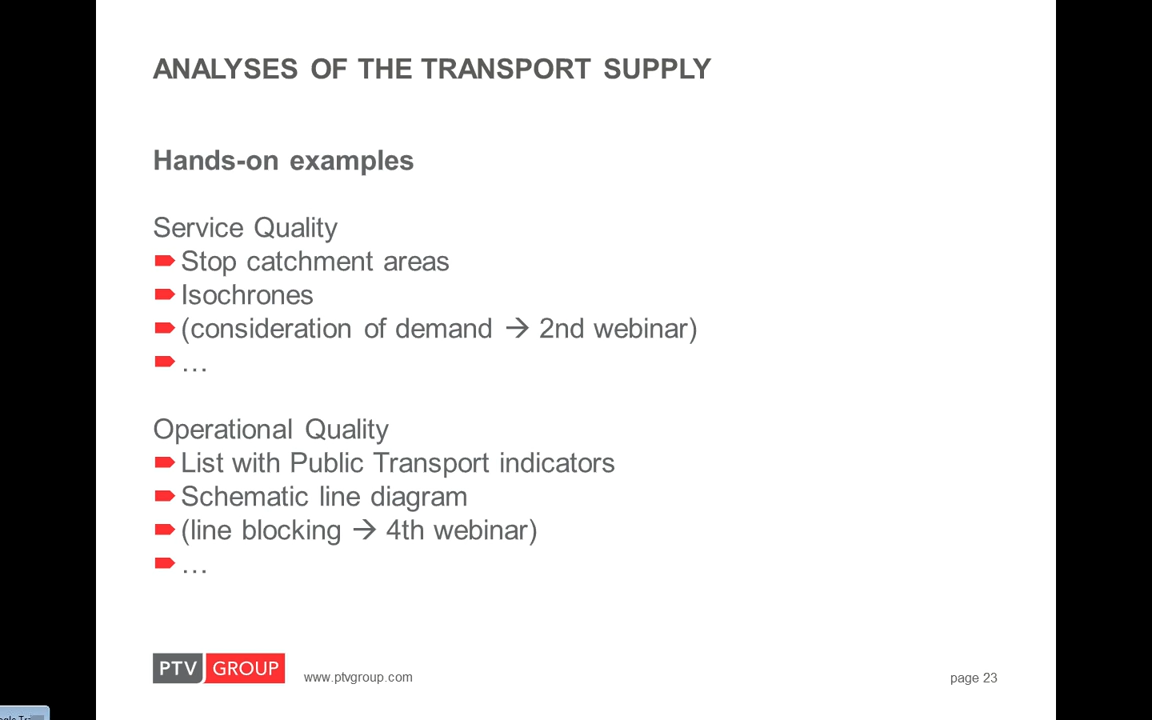 ANALYSES OF THE TRANSPORT SUPPLY
Hands-on examples
Service Quality
Stop catchment areas
Isochrones
(consideration of demand → 2nd webinar)
...
Operational Quality
List with Public Transport indicators
Schematic line diagram
(line blocking → 4th webinar)
...
PTV GROUP www.ptvgroup.com page 23